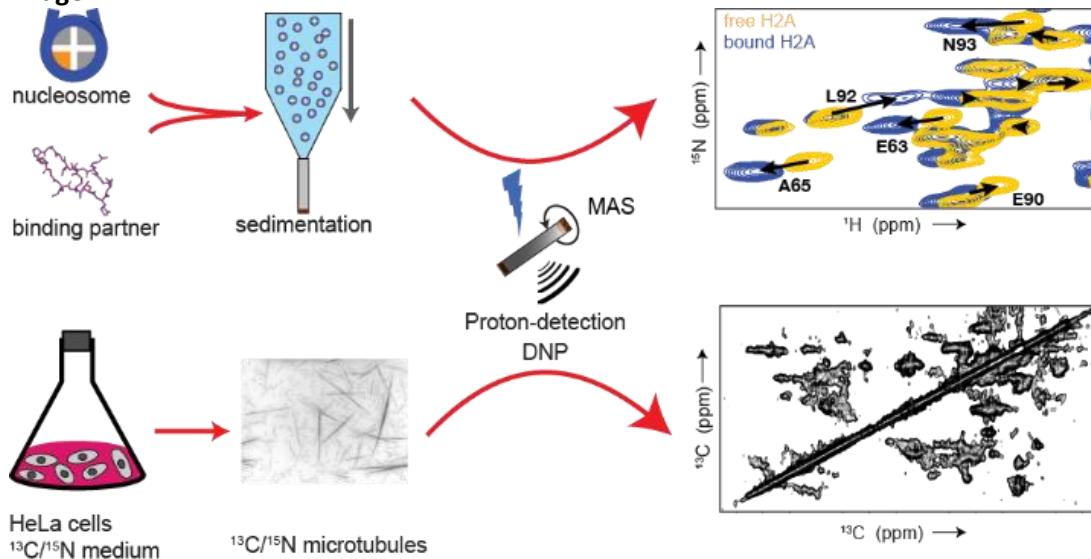 nucleosome
binding partner
sedimentation
MAS
Proton-detection
DNP
free H2A
bound H2A
N93
L92
E63
A65
E90
¹⁵N (ppm)
¹H (ppm)
HeLa cells
¹³C/¹⁵N medium
¹³C/¹⁵N microtubules
¹³C (ppm)
¹³C (ppm)